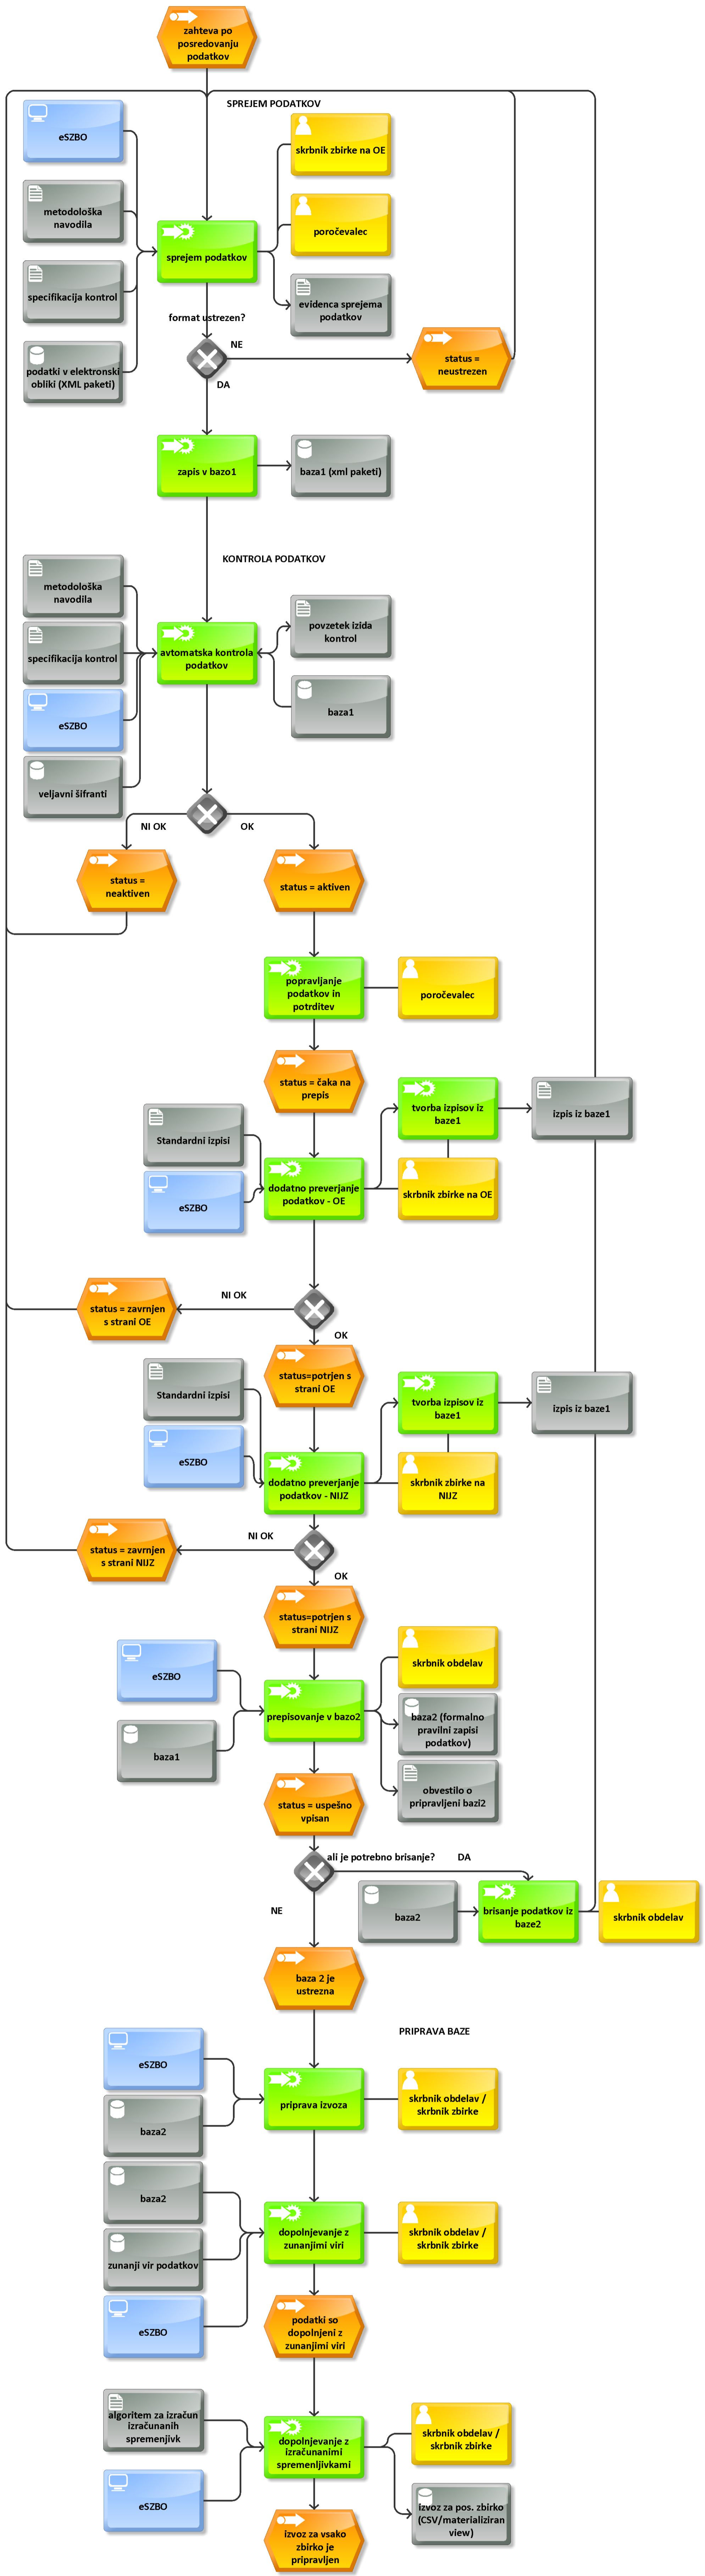 zahteva po
posredovanju
podatkov
SPREJEM PODATKOV
eSZBO
skrbnik zbirke na OE
metodološka
navodila
poročevalec
sprejem podatkov
specifikacija kontrol
evidenca sprejema
podatkov
format ustrezen?
NE
status =
neustrezen
podatki v elektronski
obliki (XML paketi)
DA
zapis v bazo1
baza1 (xml paketi)
KONTROLA PODATKOV
metodološka
navodila
povzetek izida
kontrol
avtomatska kontrola
podatkov
specifikacija kontrol
baza1
eSZBO
veljavni šifranti
NI OK
OK
status =
neaktiven
status = aktiven
popravljanje
podatkov in
potrditev
poročevalec
status = čaka na
prepis
tvorba izpisov iz
baze1
izpis iz baze1
Standardni izpisi
dodatno preverjanje
podatkov - OE
skrbnik zbirke na OE
eSZBO
NI OK
status = zavrnjen
s strani OE
OK
status=potrjen s
strani OE
Standardni izpisi
tvorba izpisov iz
baze1
izpis iz baze1
eSZBO
dodatno preverjanje
podatkov - NIJZ
skrbnik zbirke na
NIJZ
NI OK
status = zavrnjen
s strani NIJZ
OK
status=potrjen s
strani NIJZ
skrbnik obdelav
eSZBO
prepisovanje v bazo2
baza2 (formalno
pravilni zapisi
podatkov)
baza1
obvestilo o
pripravljeni bazi2
status = uspešno
vpisan
ali je potrebno brisanje?
DA
NE
baza2
brisanje podatkov iz
baze2
skrbnik obdelav
baza 2 je
ustrezna
PRIPRAVA BAZE
eSZBO
priprava izvoza
skrbnik obdelav /
skrbnik zbirke
baza2
baza2
dopolnjevanje z
zunanjimi viri
skrbnik obdelav /
skrbnik zbirke
zunanji vir podatkov
eSZBO
podatki so
dopolnjeni z
zunanjimi viri
algoritem za izračun
izračunanih
spremenjivk
skrbnik obdelav /
skrbnik zbirke
dopolnjevanje z
izračunanimi
spremenljivkami
eSZBO
izvoz za pos. zbirko
(CSV/materializiran
view)
izvoz za vsako
zbirko je
pripravljen